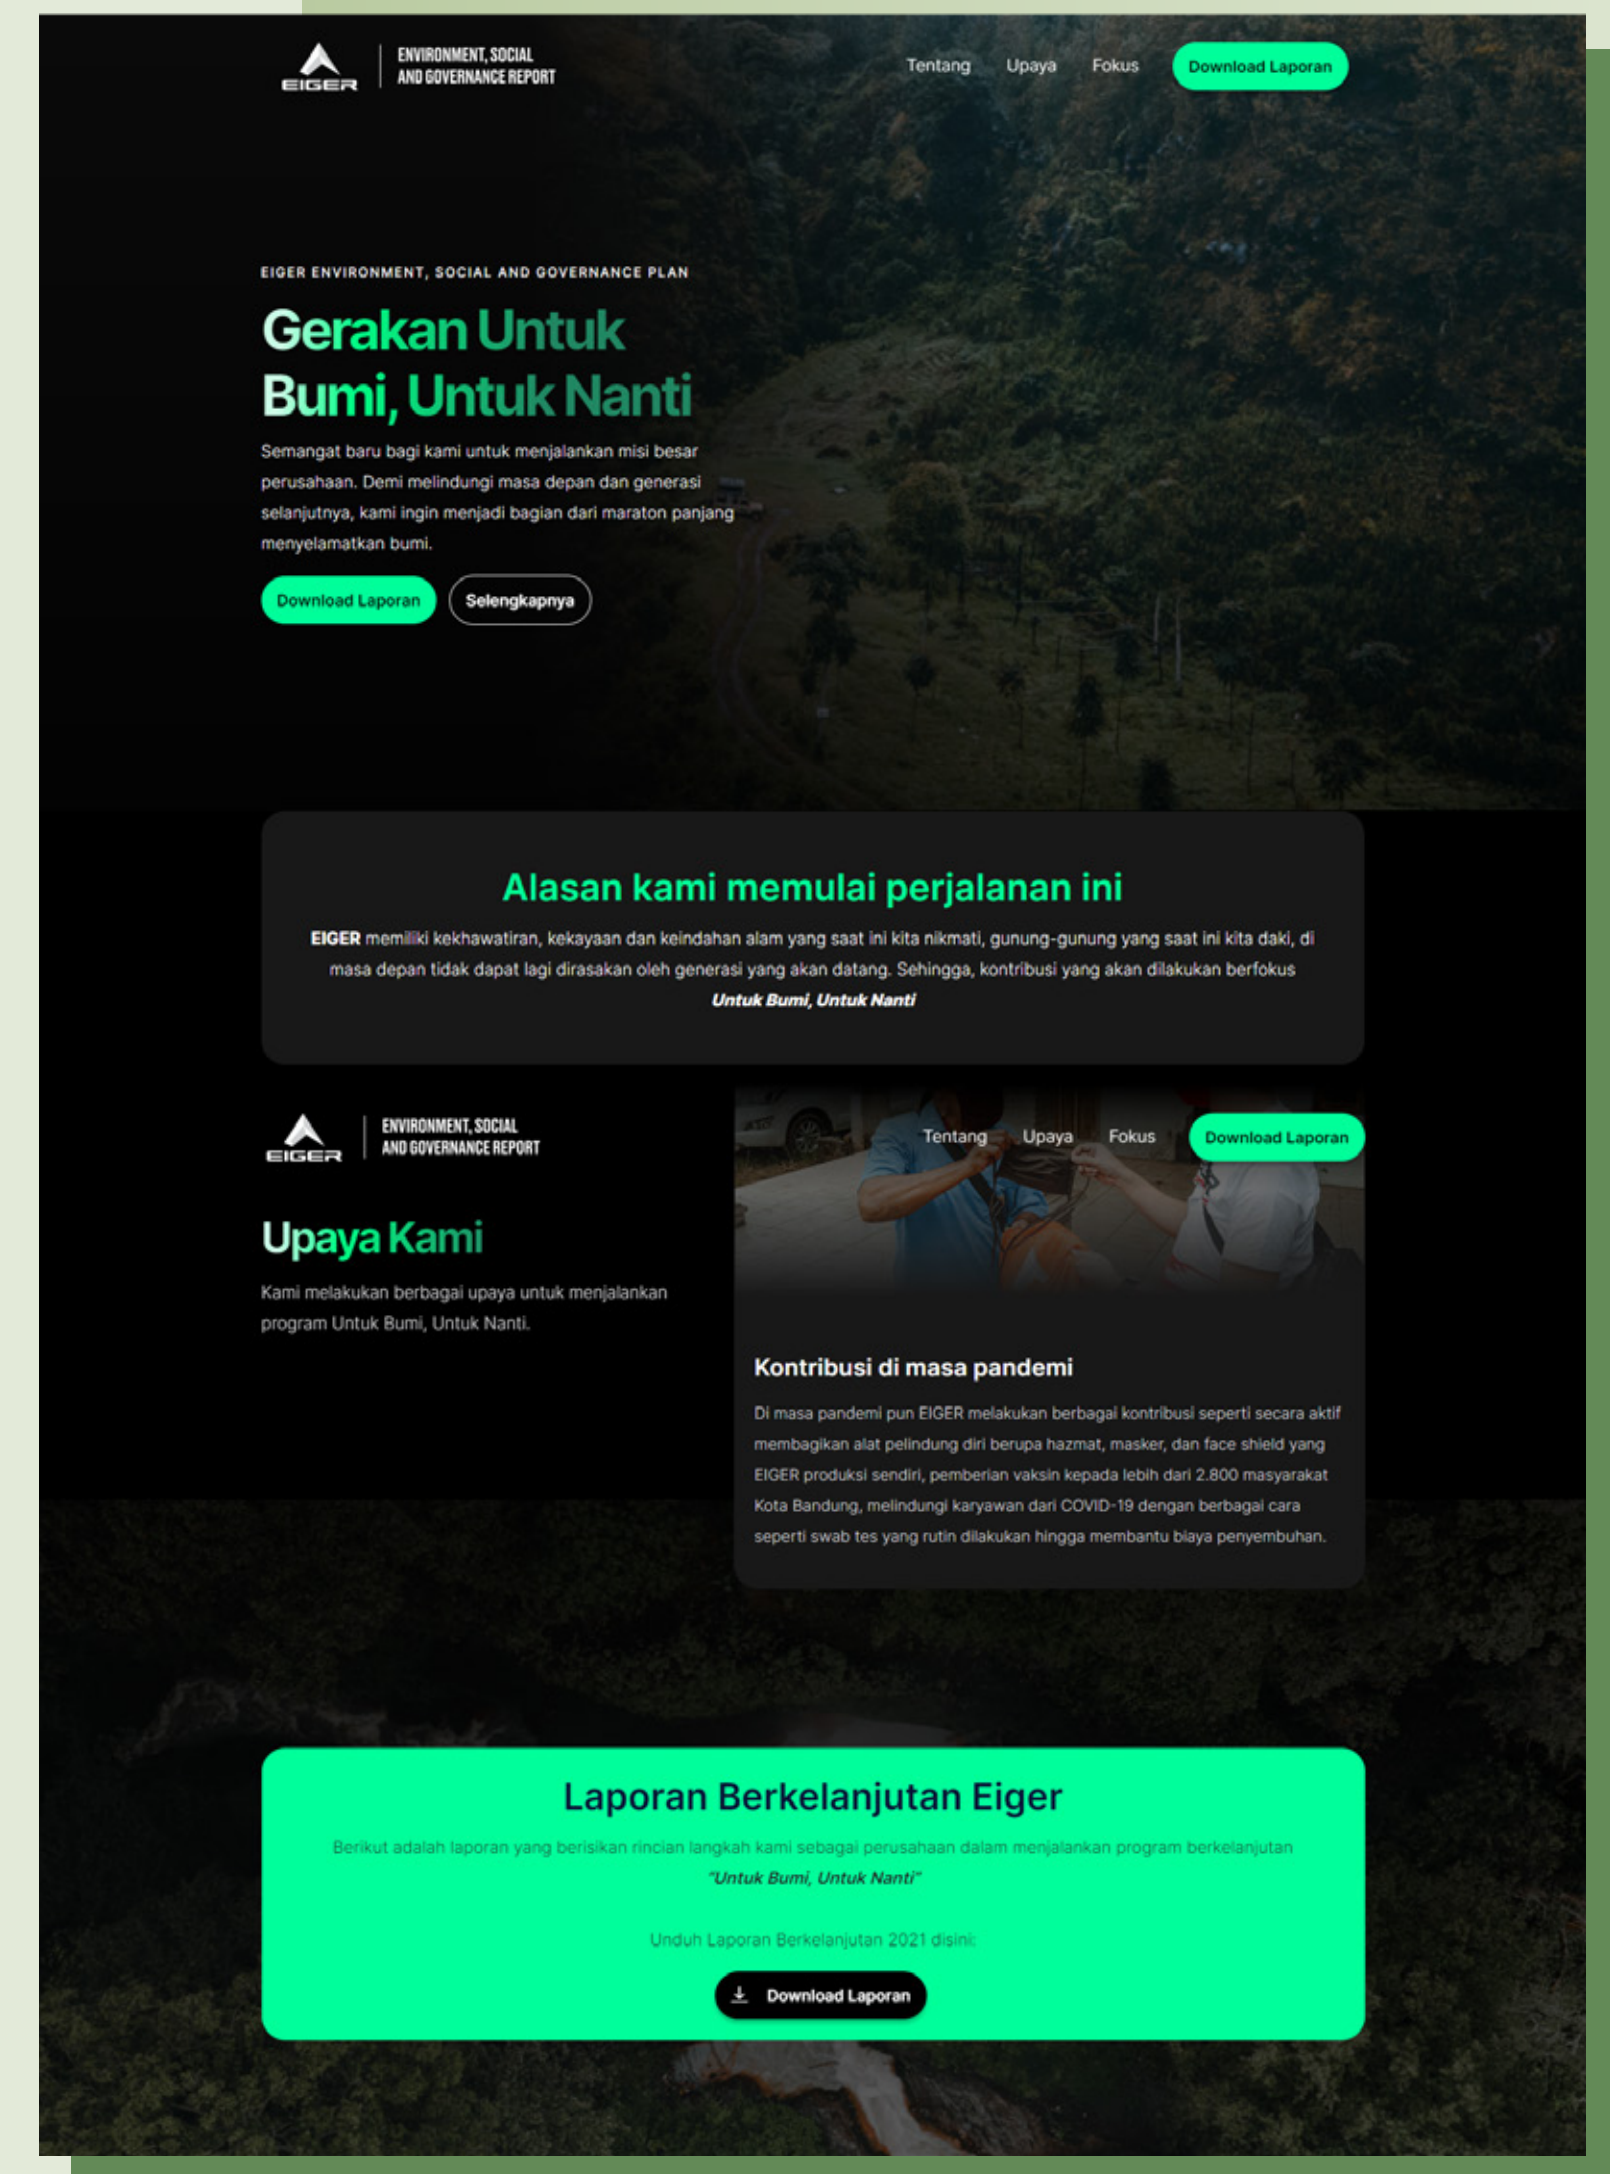 EIGER
ENVIRONMENT, SOCIAL
AND GOVERNANCE REPORT
Tentang
Upaya
Fokus
Download Laporan
EIGER ENVIRONMENT, SOCIAL AND GOVERNANCE PLAN
Gerakan Untuk
Bumi, Untuk Nanti
Semangat baru bagi kami untuk menjalankan misi besar
perusahaan. Demi melindungi masa depan dan generasi
selanjutnya, kami ingin menjadi bagian dari maraton panjang
menyelamatkan bumi.
Download Laporan
Selengkapnya
Alasan kami memulai perjalanan ini
EIGER memiliki kekhawatiran, kekayaan dan keindahan alam yang saat ini kita nikmati, gunung-gunung yang saat ini kita daki, di
masa depan tidak dapat lagi dirasakan oleh generasi yang akan datang. Sehingga, kontribusi yang akan dilakukan berfokus
Untuk Bumi, Untuk Nanti
EIGER
ENVIRONMENT, SOCIAL
AND GOVERNANCE REPORT
Tentang
Upaya
Fokus
Download Laporan
Upaya Kami
Kami melakukan berbagai upaya untuk menjalankan
program Untuk Bumi, Untuk Nanti.
Kontribusi di masa pandemi
Di masa pandemi pun EIGER melakukan berbagai kontribusi seperti secara aktif
membagikan alat pelindung diri berupa hazmat, masker, dan face shield yang
EIGER produksi sendiri, pemberian vaksin kepada lebih dari 2.800 masyarakat
Kota Bandung, melindungi karyawan dari COVID-19 dengan berbagai cara
seperti swab tes yang rutin dilakukan hingga membantu biaya penyembuhan.
Laporan Berkelanjutan Eiger
Berikut adalah laporan yang berisikan rincian langkah kami sebagai perusahaan dalam menjalankan program berkelanjutan
"Untuk Bumi, Untuk Nanti"
Unduh Laporan Berkelanjutan 2021 disini:
Download Laporan